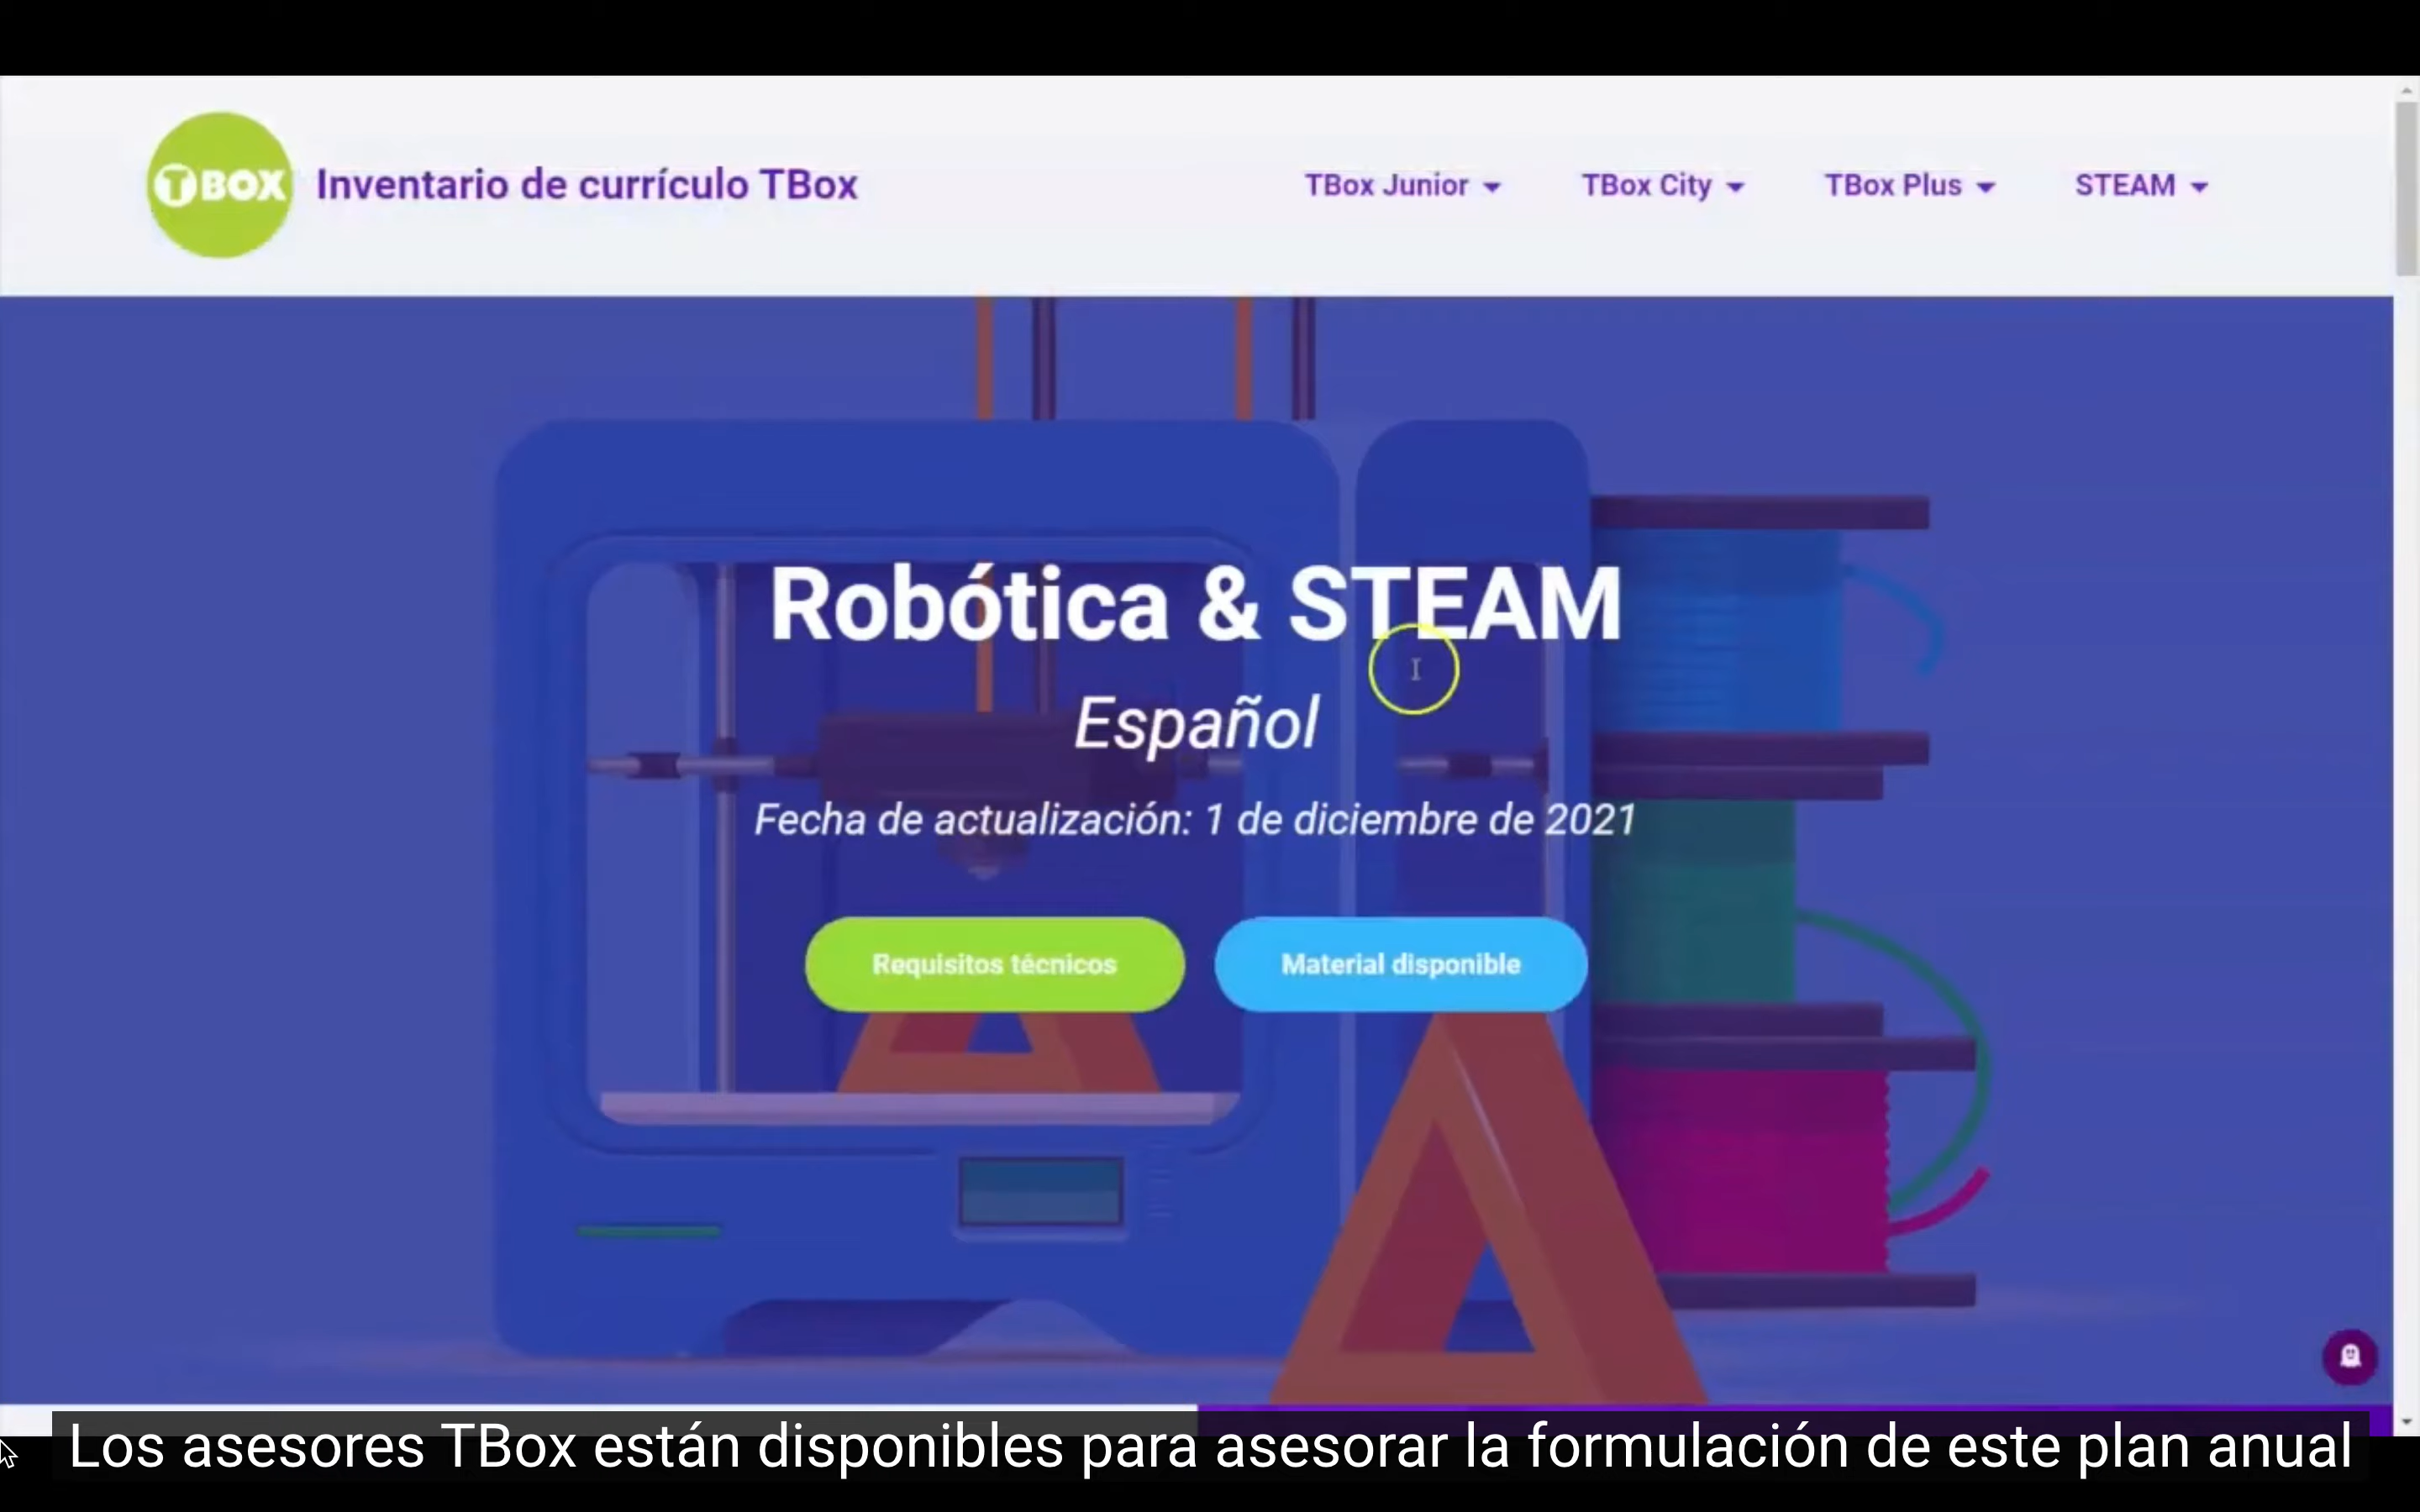 TBOX
Inventario de currículo TBox
TBox Junior
TBox City
TBox Plus
STEAM
Robótica & STEAM
Español
Fecha de actualización: 1 de diciembre de 2021
Requisitos técnicos
Material disponible
Los asesores TBox están disponibles para asesorar la formulación de este plan anual